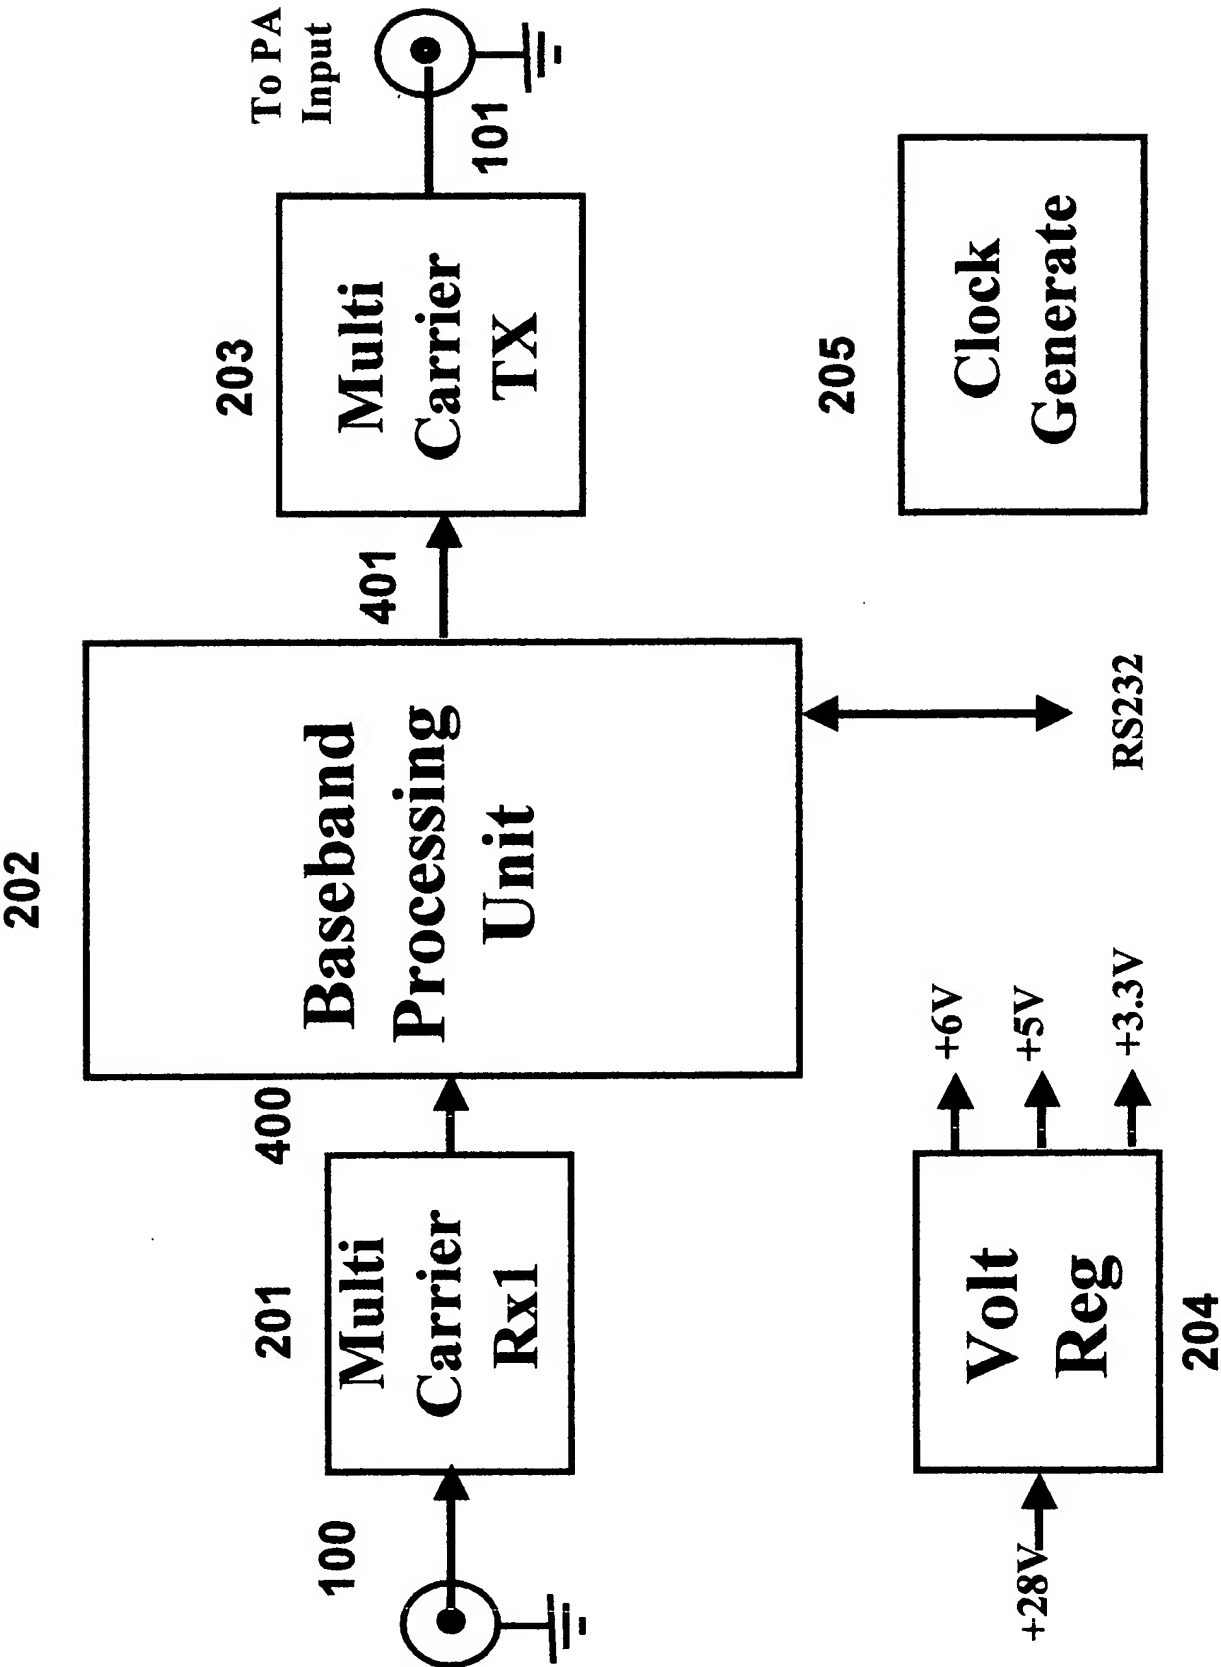 202
201
Multi
Carrier
Rx1
400
Baseband
Processing
Unit
401
203
Multi
Carrier
TX
To PA
Input
101
100
+28V
Volt
Reg
204
+6V
+5V
+3.3V
RS232
205
Clock
Generate